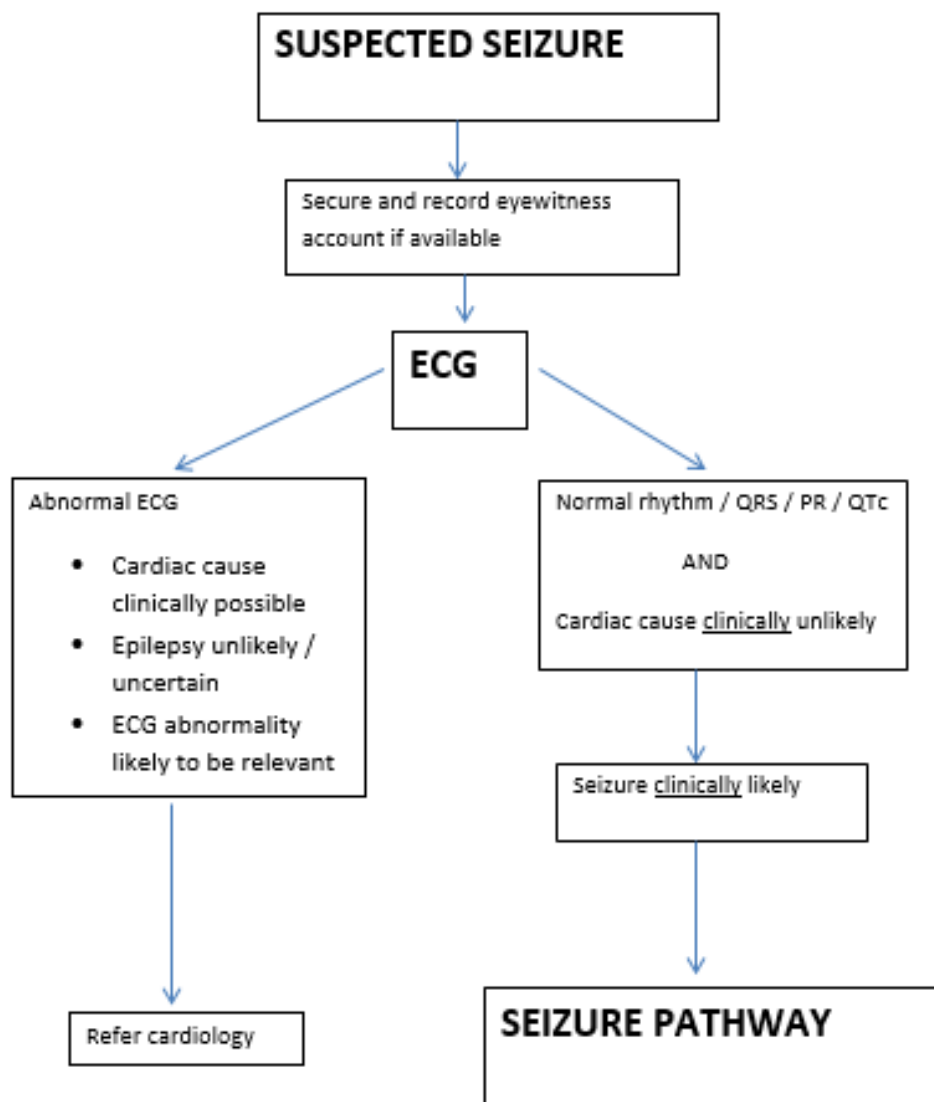 SUSPECTED SEIZURE
Secure and record eyewitness
account if available
ECG
Abnormal ECG
• Cardiac cause
clinically possible
• Epilepsy unlikely /
uncertain
• ECG abnormality
likely to be relevant
Normal rhythm / QRS / PR / QTc
AND
Cardiac cause clinically unlikely
Seizure clinically likely
Refer cardiology
SEIZURE PATHWAY